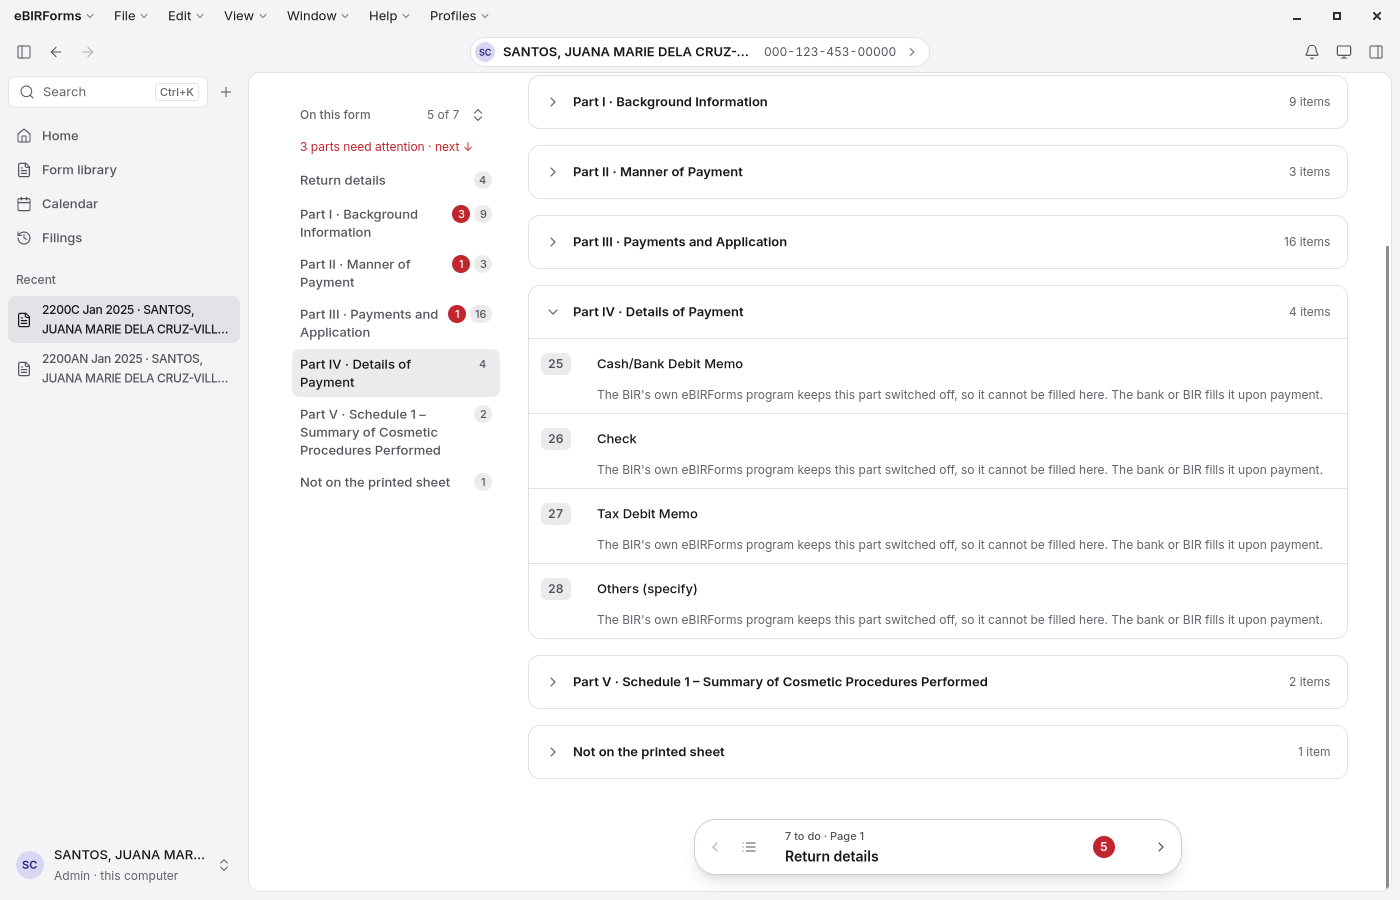 eBIRForms File Edit View Window Help Profiles
SC SANTOS, JUANA MARIE DELA CRUZ-... 000-123-453-00000
Search Ctrl+K
Home
Form library
Calendar
Filings
Recent
2200C Jan 2025 · SANTOS,
JUANA MARIE DELA CRUZ-VILL...
2200AN Jan 2025 · SANTOS,
JUANA MARIE DELA CRUZ-VILL...
SC SANTOS, JUANA MAR...
Admin · this computer
On this form 5 of 7
3 parts need attention · next ↓
Return details 4
Part I · Background 3 9
Information
Part II · Manner of 1 3
Payment
Part III · Payments and 1 16
Application
Part IV · Details of 4
Payment
Part V · Schedule 1 – 2
Summary of Cosmetic
Procedures Performed
Not on the printed sheet 1
Part I · Background Information 9 items
Part II · Manner of Payment 3 items
Part III · Payments and Application 16 items
Part IV · Details of Payment 4 items
25 Cash/Bank Debit Memo
The BIR's own eBIRForms program keeps this part switched off, so it cannot be filled here. The bank or BIR fills it upon payment.
26 Check
The BIR's own eBIRForms program keeps this part switched off, so it cannot be filled here. The bank or BIR fills it upon payment.
27 Tax Debit Memo
The BIR's own eBIRForms program keeps this part switched off, so it cannot be filled here. The bank or BIR fills it upon payment.
28 Others (specify)
The BIR's own eBIRForms program keeps this part switched off, so it cannot be filled here. The bank or BIR fills it upon payment.
Part V · Schedule 1 – Summary of Cosmetic Procedures Performed 2 items
Not on the printed sheet 1 item
7 to do · Page 1
Return details 5